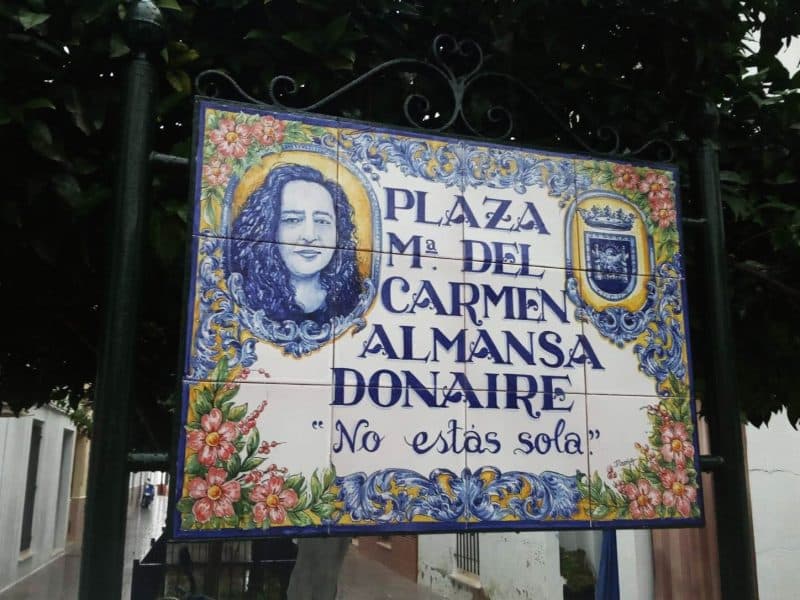 PLAZA
Mª DEL
CARMEN
ALMANSA
DONAIRE
"No estás sola."